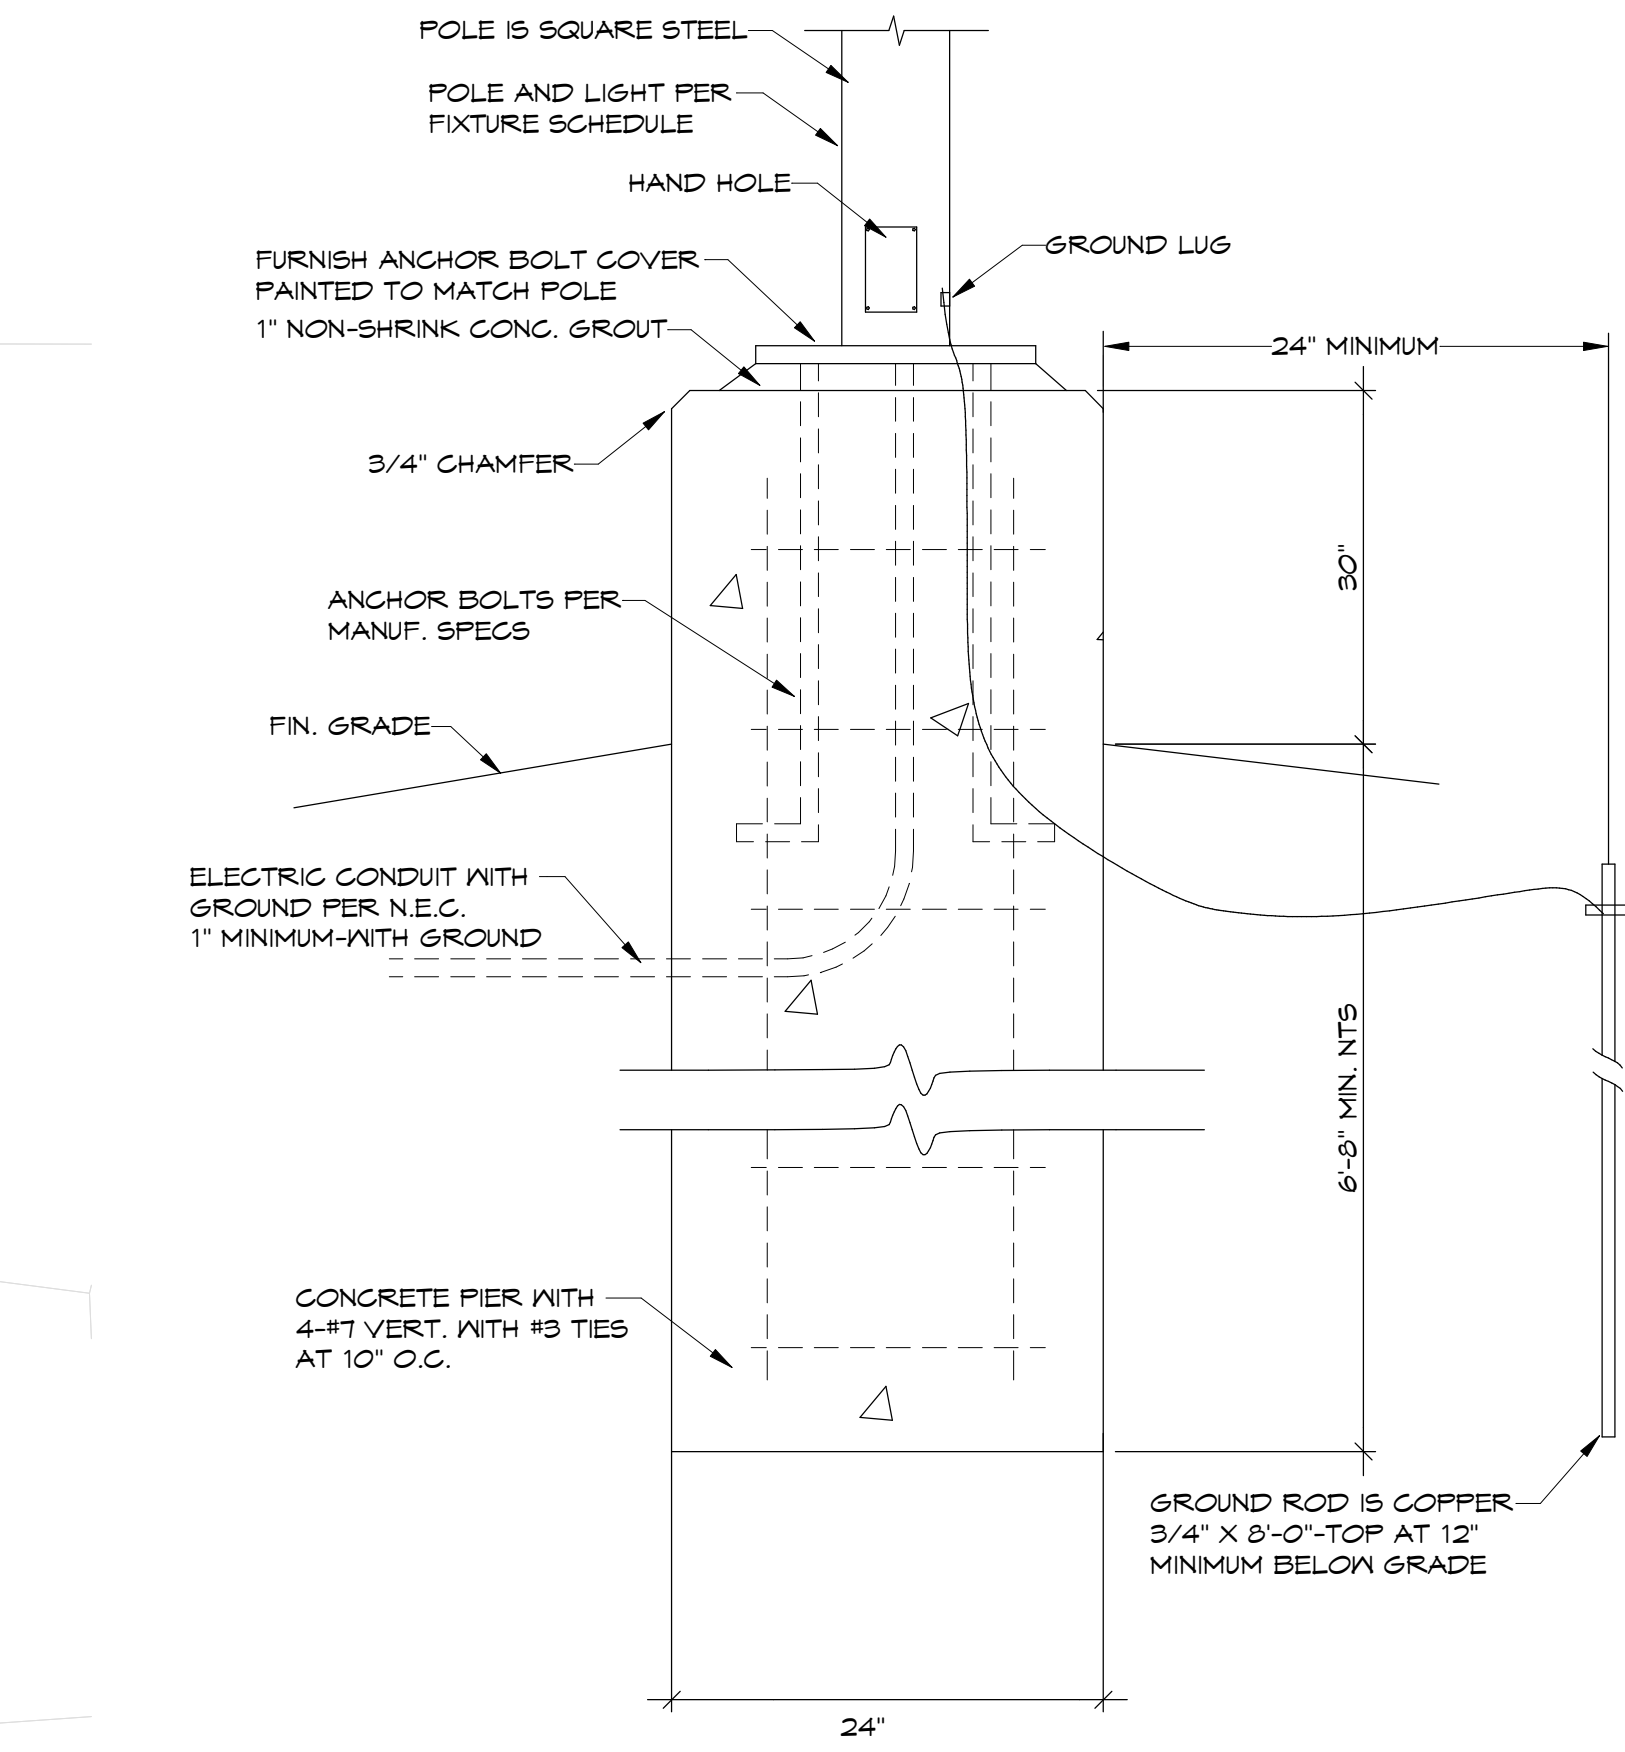 POLE IS SQUARE STEEL
POLE AND LIGHT PER
FIXTURE SCHEDULE
HAND HOLE
GROUND LUG
FURNISH ANCHOR BOLT COVER
PAINTED TO MATCH POLE
1" NON-SHRINK CONC. GROUT
24" MINIMUM
3/4" CHAMFER
30"
ANCHOR BOLTS PER
MANUF. SPECS
FIN. GRADE
ELECTRIC CONDUIT WITH
GROUND PER N.E.C.
1" MINIMUM-WITH GROUND
6'-8" MIN. NTS
CONCRETE PIER WITH
4-#7 VERT. WITH #3 TIES
AT 10" O.C.
GROUND ROD IS COPPER
3/4" X 8'-0"-TOP AT 12"
MINIMUM BELOW GRADE
24"